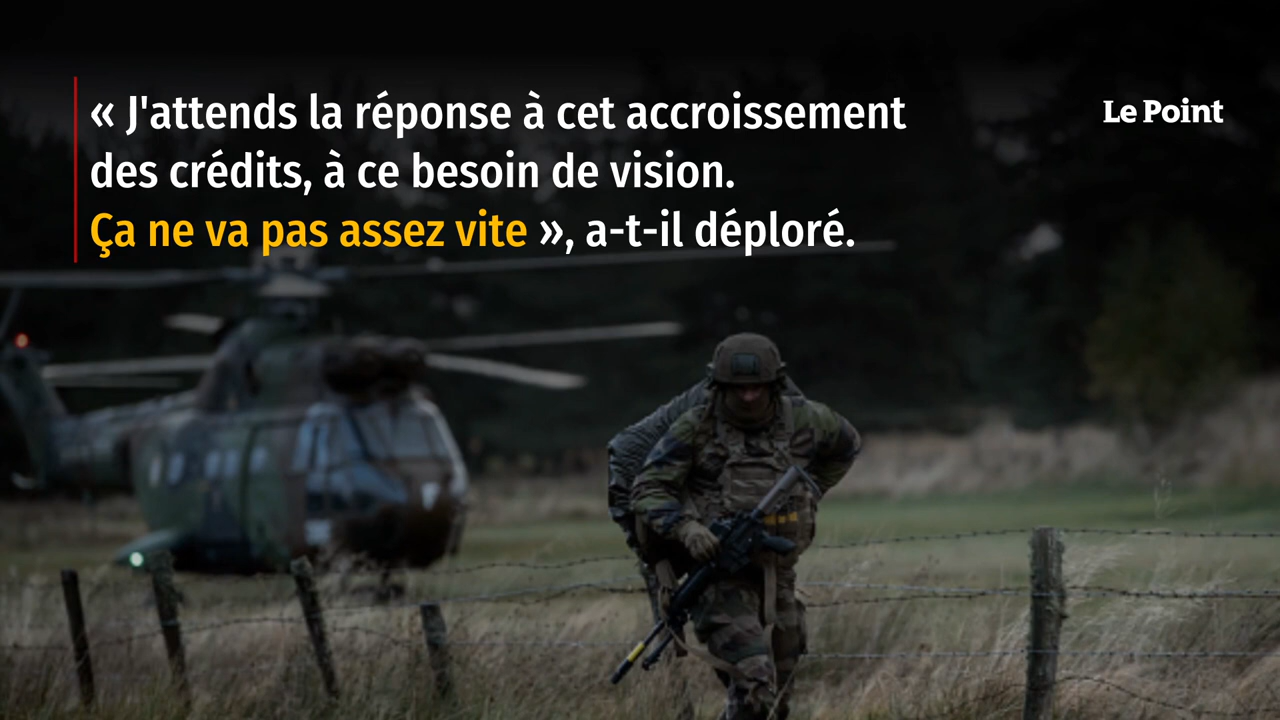 « J'attends la réponse à cet accroissement
des crédits, à ce besoin de vision.
Ça ne va pas assez vite », a-t-il déploré.
Le Point